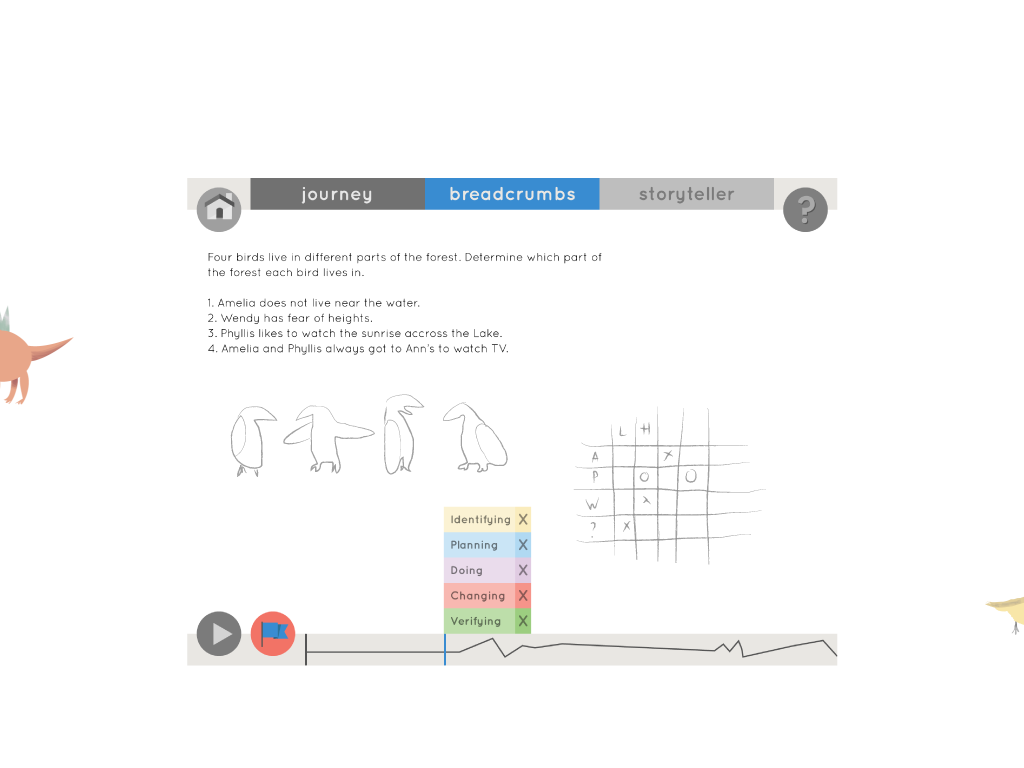 journey breadcrumbs storyteller
?
Four birds live in different parts of the forest. Determine which part of
the forest each bird lives in.
1. Amelia does not live near the water.
2. Wendy has fear of heights.
3. Phyllis likes to watch the sunrise accross the Lake.
4. Amelia and Phyllis always got to Ann's to watch TV.
L H
A X
P O O
W x
? X
Identifying X
Planning X
Doing X
Changing X
Verifying X